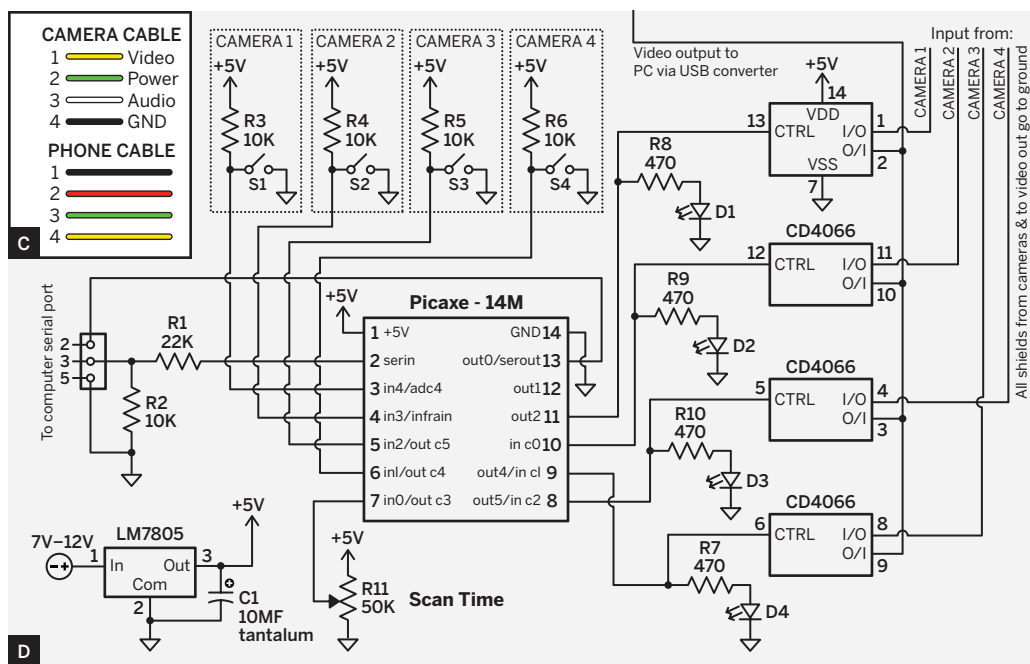 CAMERA CABLE
1 Video
2 Power
3 Audio
4 GND
PHONE CABLE
1
2
3
4
C
CAMERA 1
+5V
R3
10K
S1
CAMERA 2
+5V
R4
10K
S2
CAMERA 3
+5V
R5
10K
S3
CAMERA 4
+5V
R6
10K
S4
Video output to
PC via USB converter
Input from:
CAMERA 1
CAMERA 2
CAMERA 3
CAMERA 4
All shields from cameras & to video out go to ground
+5V
14
VDD
13 CTRL I/O 1
O/I 2
VSS
7
R8
470
D1
CD4066
12 CTRL I/O 11
O/I 10
R9
470
D2
CD4066
5 CTRL I/O 4
O/I 3
R10
470
D3
CD4066
6 CTRL I/O 8
O/I 9
R7
470
D4
To computer serial port
2
3
5
R1
22K
R2
10K
+5V
Picaxe - 14M
1 +5V GND 14
2 serin out0/serout 13
3 in4/adc4 out1 12
4 in3/infrain out2 11
5 in2/out c5 in c0 10
6 inl/out c4 out4/in cl 9
7 in0/out c3 out5/in c2 8
+5V
R11
50K
Scan Time
7V–12V
LM7805
1 In Out 3
Com
2
+5V
C1
10MF
tantalum
D